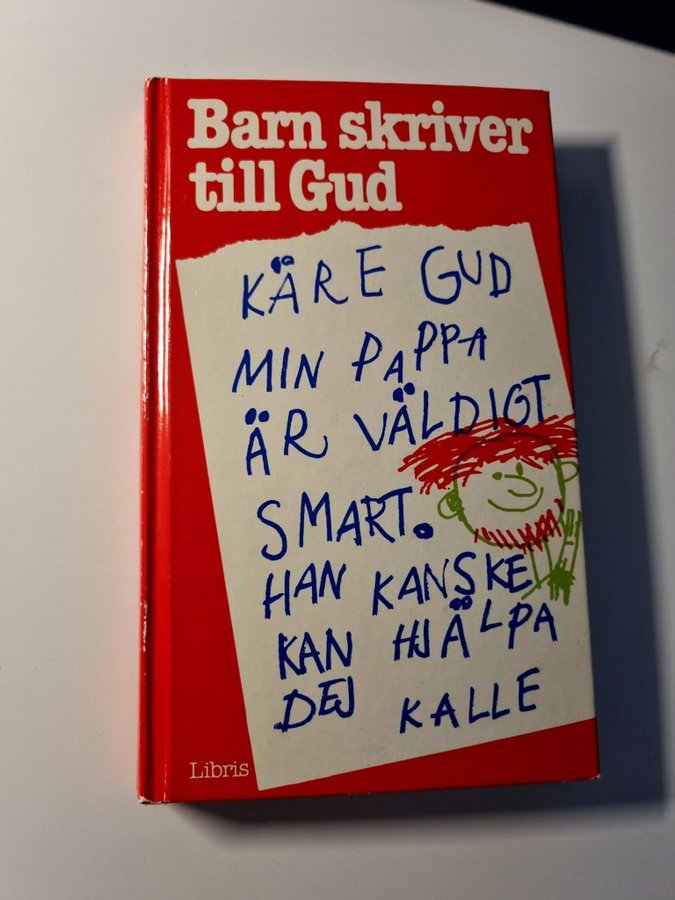 Barn skriver
till Gud
KÄRE GUD
MIN PAPPA
ÄR VÄLDIGT
SMART.
HAN KANSKE
KAN HJÄLPA
DEJ KALLE
Libris